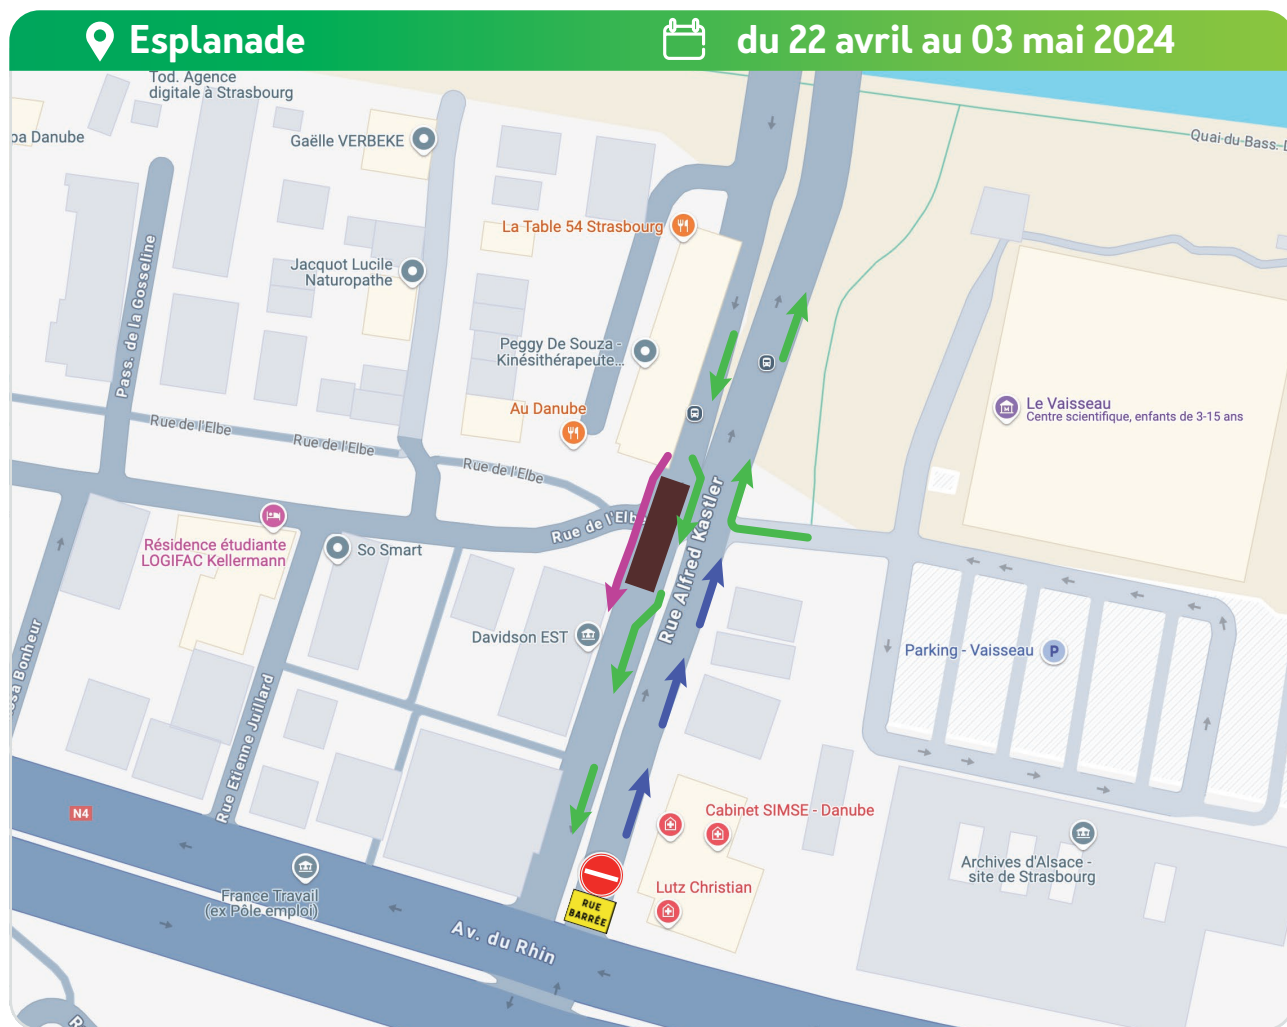 Esplanade
du 22 avril au 03 mai 2024
Tod. Agence
digitale à Strasbourg
Danube
Gaëlle VERBEKE
Quai du Bass.
La Table 54 Strasbourg
Jacquot Lucile
Naturopathe
Pass. de la Gosseline
Peggy De Souza -
Kinésithérapeute...
Au Danube
Le Vaisseau
Centre scientifique, enfants de 3-15 ans
Rue de l'Elbe
Rue de l'Elbe
Rue de l'Elbe
Rue de l'Elbe
Rue Alfred Kastler
Résidence étudiante
LOGIFAC Kellermann
So Smart
Davidson EST
Parking - Vaisseau
P
Bonheur
Rue Etienne Juillard
N4
Cabinet SIMSE - Danube
Archives d'Alsace -
site de Strasbourg
France Travail
(ex Pôle emploi)
Lutz Christian
RUE
BARRÉE
Av. du Rhin